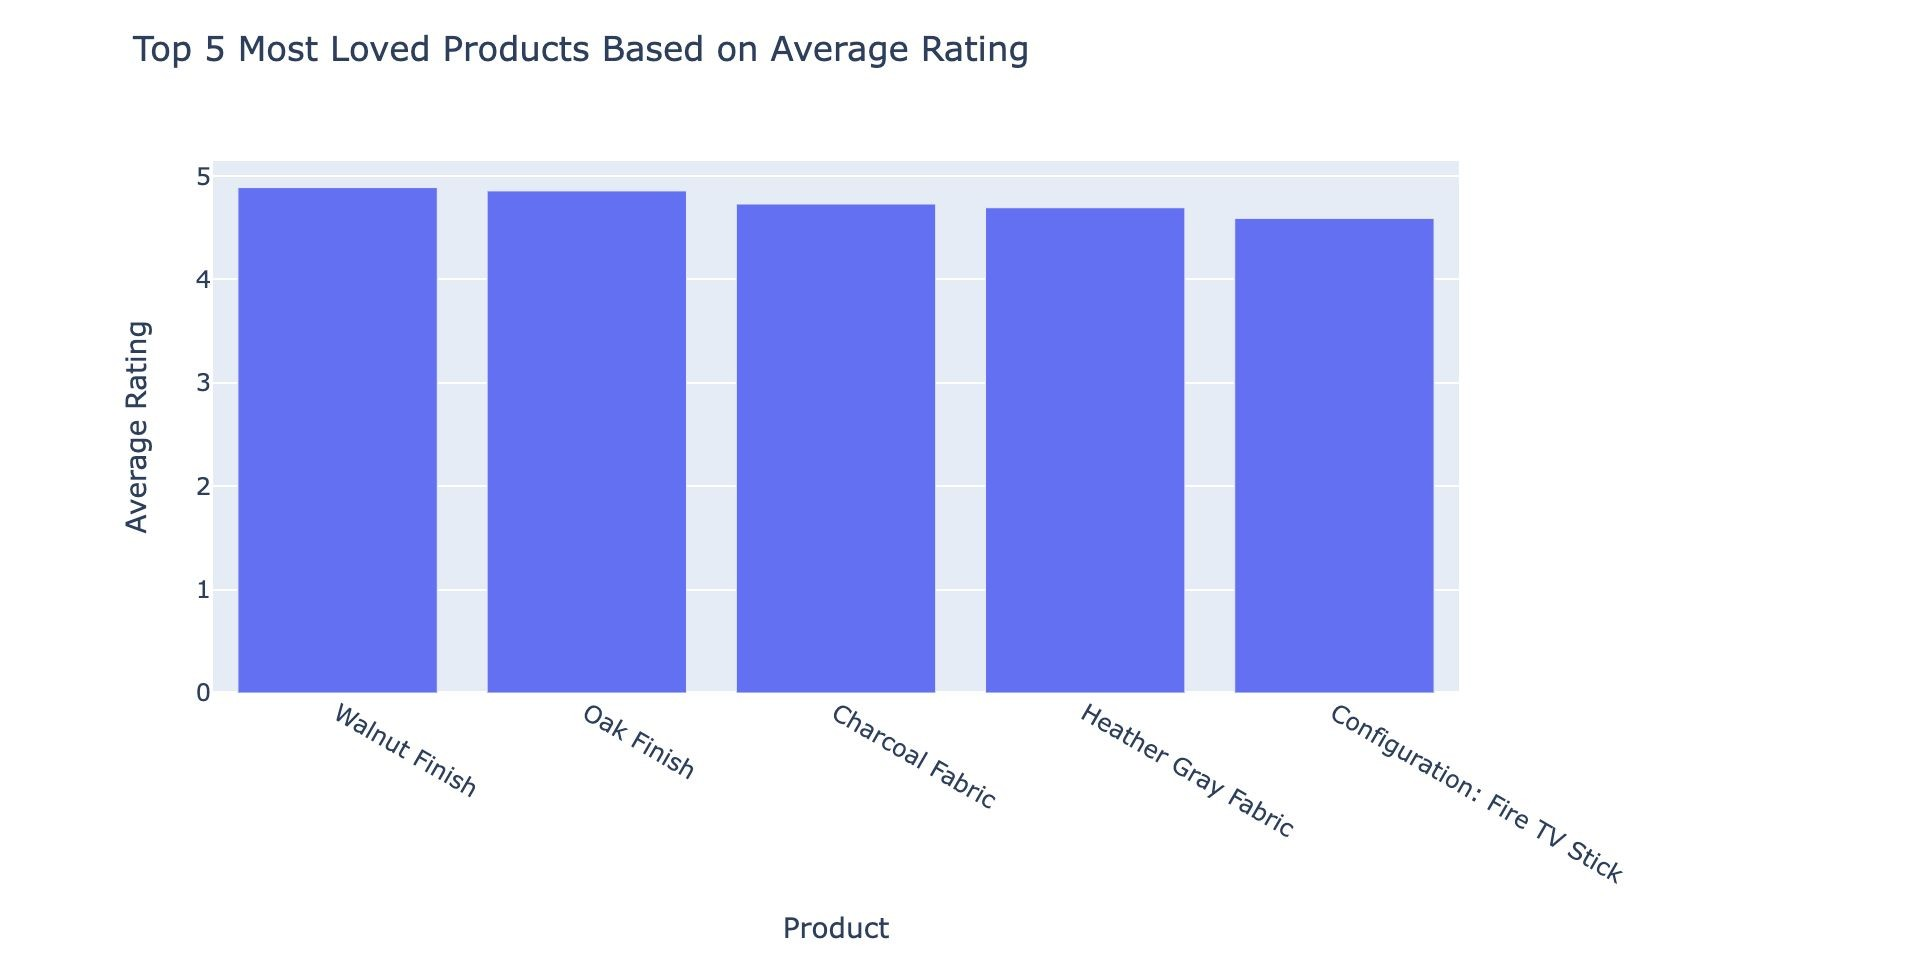 Top 5 Most Loved Products Based on Average Rating
Average Rating
5
4
3
2
1
0
Walnut Finish
Oak Finish
Charcoal Fabric
Heather Gray Fabric
Configuration: Fire TV Stick
Product